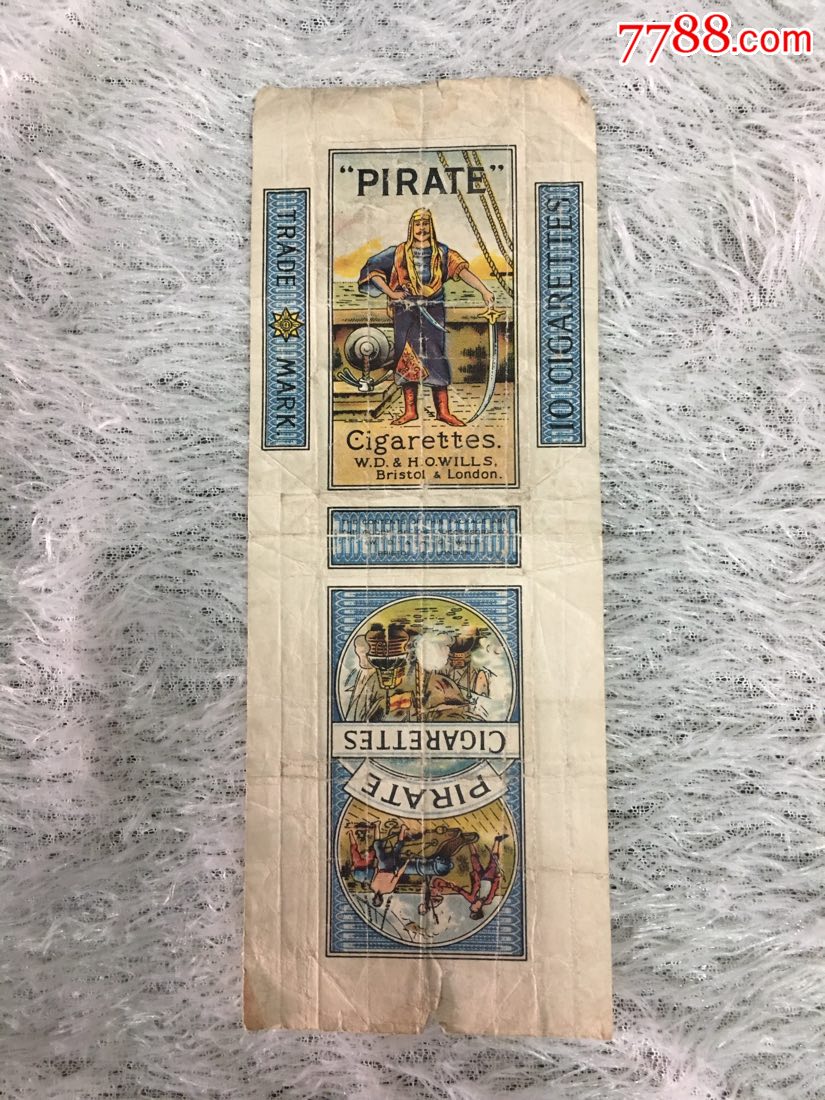 7788.com
"PIRATE"
TRADE MARK
10 CIGARETTES
Cigarettes.
W.D. & H.O.WILLS,
Bristol & London.
CIGARETTES
PIRATE